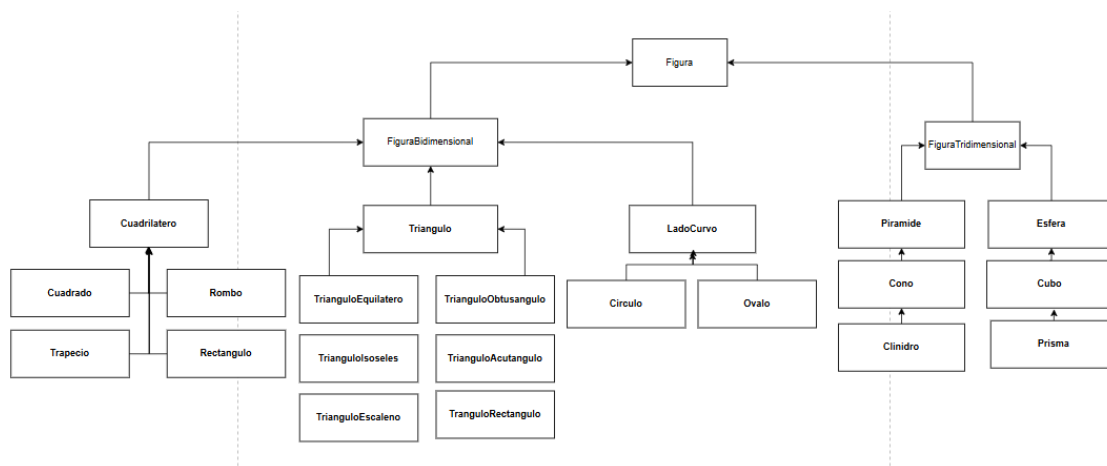 Figura
FiguraBidimensional
FiguraTridimensional
Cuadrilatero
Triangulo
LadoCurvo
Piramide
Esfera
Cuadrado
Rombo
TrianguloEquilatero
TrianguloObtusangulo
Circulo
Ovalo
Cono
Cubo
Trapecio
Rectangulo
TrianguloIsoseles
TrianguloAcutangulo
Clinidro
Prisma
TrianguloEscaleno
TranguloRectangulo